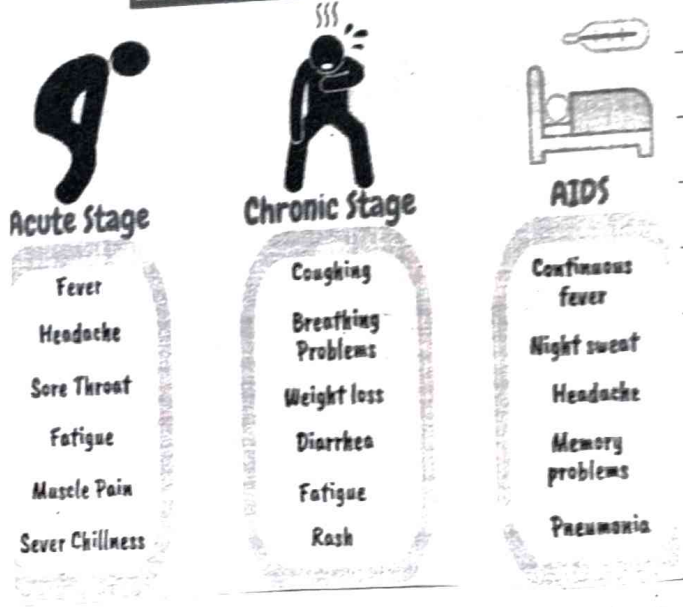 Acute Stage
Fever
Headache
Sore Throat
Fatigue
Muscle Pain
Sever Chillness
Chronic Stage
Coughing
Breathing
Problems
Weight loss
Diarrhea
Fatigue
Rash
AIDS
Continuous
fever
Night sweat
Headache
Memory
problems
Pneumonia